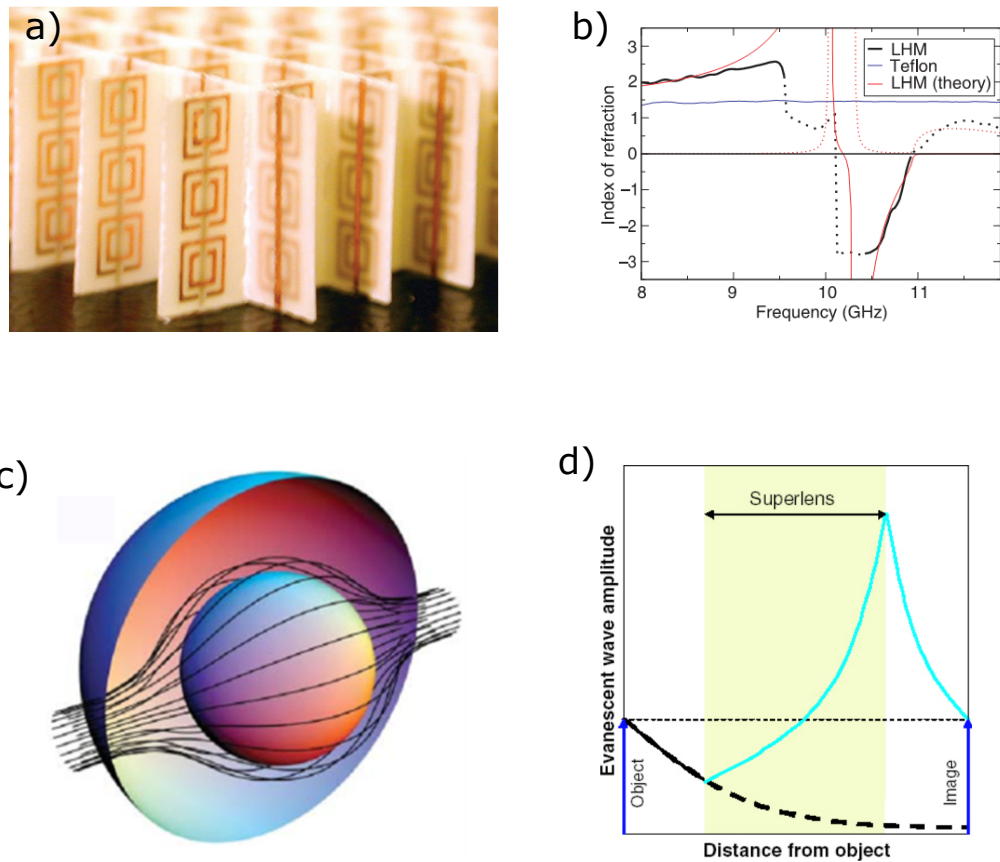 a)
b)
3
2
1
0
−1
−2
−3
Index of refraction
LHM
Teflon
LHM (theory)
8
9
10
11
Frequency (GHz)
c)
d)
Superlens
Evanescent wave amplitude
Object
Image
Distance from object